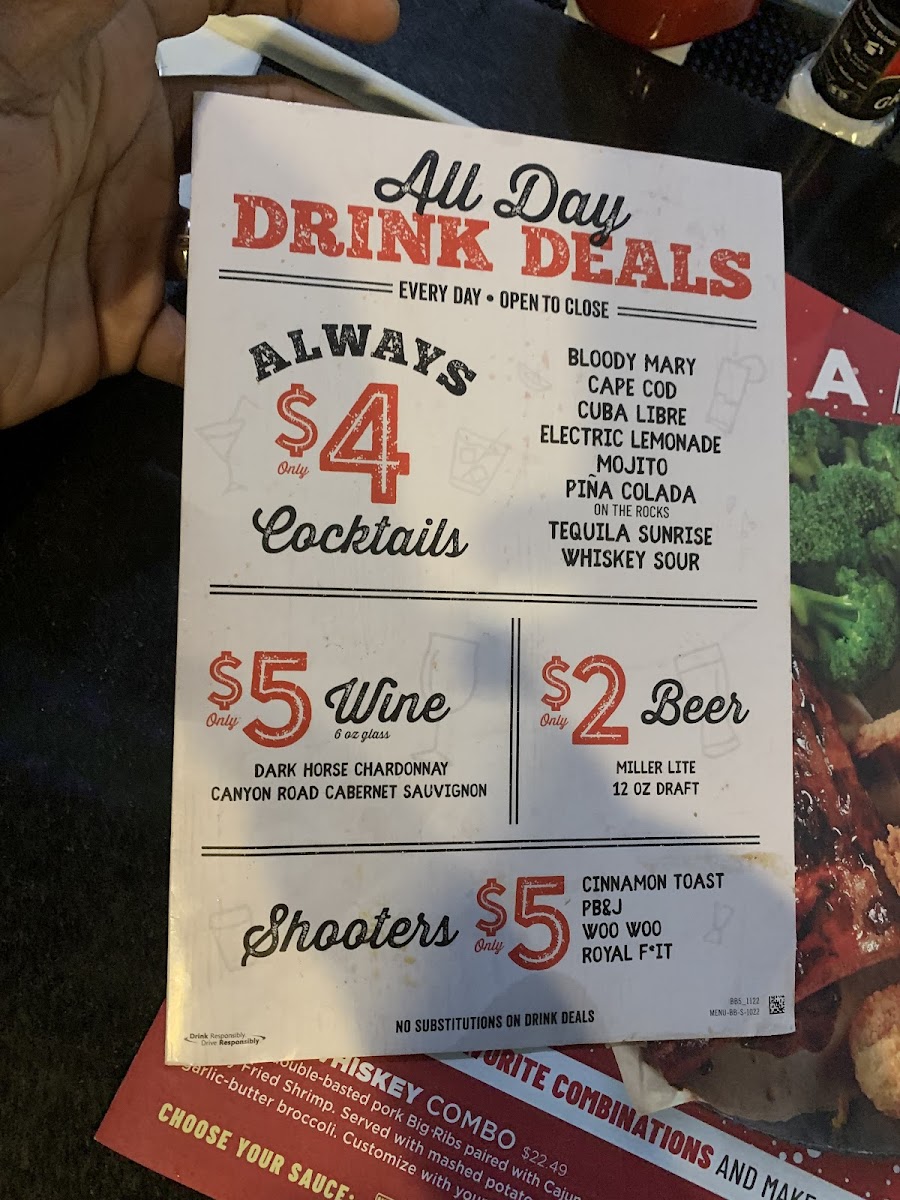 All Day
DRINK DEALS
EVERY DAY • OPEN TO CLOSE
ALWAYS
Only $4
Cocktails
BLOODY MARY
CAPE COD
CUBA LIBRE
ELECTRIC LEMONADE
MOJITO
PIÑA COLADA
ON THE ROCKS
TEQUILA SUNRISE
WHISKEY SOUR
Only $5 Wine
6 oz glass
DARK HORSE CHARDONNAY
CANYON ROAD CABERNET SAUVIGNON
Only $2 Beer
MILLER LITE
12 OZ DRAFT
Shooters Only $5
CINNAMON TOAST
PB&J
WOO WOO
ROYAL F*IT
NO SUBSTITUTIONS ON DRINK DEALS
Drink Responsibly.
Drive Responsibly.
BBS_1122
MENU-BB-S-1022
A
WHISKEY COMBO $22.49
double-basted pork Big Ribs paired with Cajun
Fried Shrimp. Served with mashed
garlic-butter broccoli. Customize with your
CHOOSE YOUR SAUCE:
COMBINATIONS AND MAKE